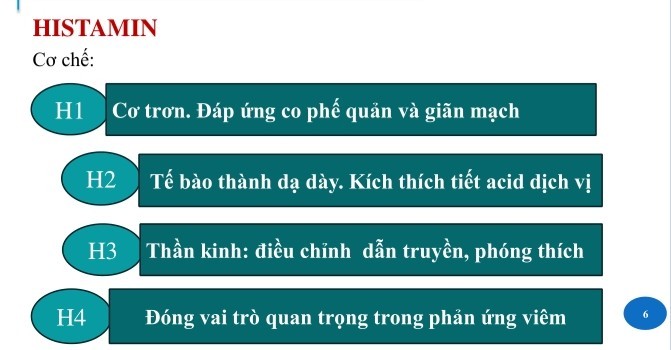 HISTAMIN
Cơ chế:
H1 Cơ trơn. Đáp ứng co phế quản và giãn mạch
H2 Tế bào thành dạ dày. Kích thích tiết acid dịch vị
H3 Thần kinh: điều chỉnh dẫn truyền, phóng thích
H4 Đóng vai trò quan trọng trong phản ứng viêm
6